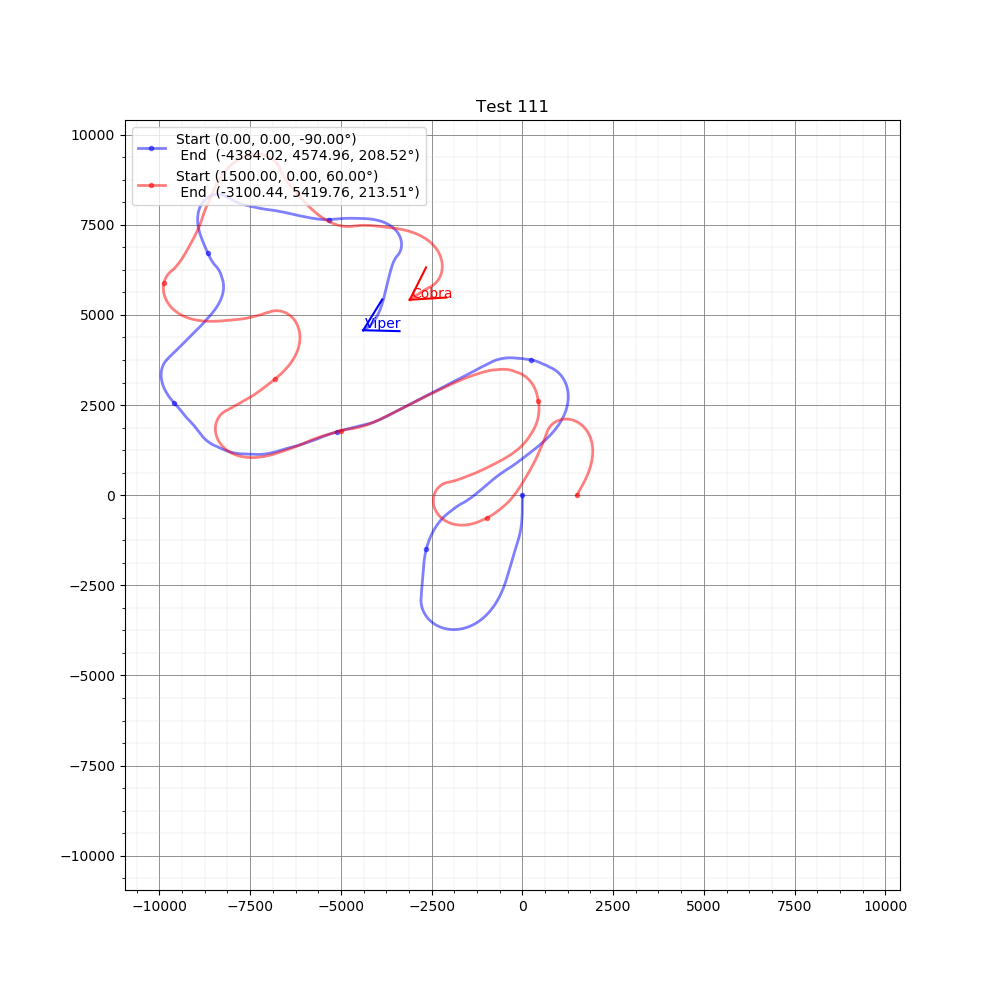 Test 111
Start (0.00, 0.00, -90.00°)
End (-4384.02, 4574.96, 208.52°)
Start (1500.00, 0.00, 60.00°)
End (-3100.44, 5419.76, 213.51°)
10000
7500
5000
2500
0
−2500
−5000
−7500
−10000
Cobra
Viper
−10000 −7500 −5000 −2500 0 2500 5000 7500 10000